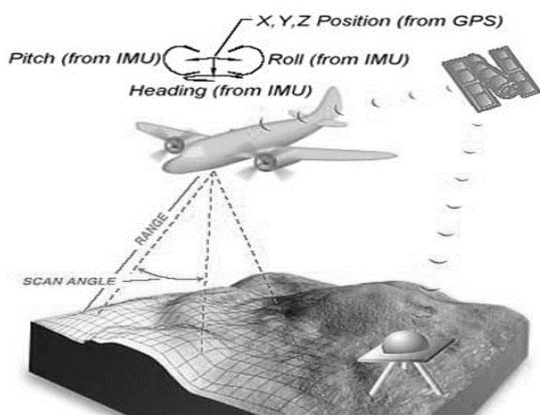 X,Y,Z Position (from GPS)
Pitch (from IMU)
Roll (from IMU)
Heading (from IMU)
RANGE
SCAN ANGLE